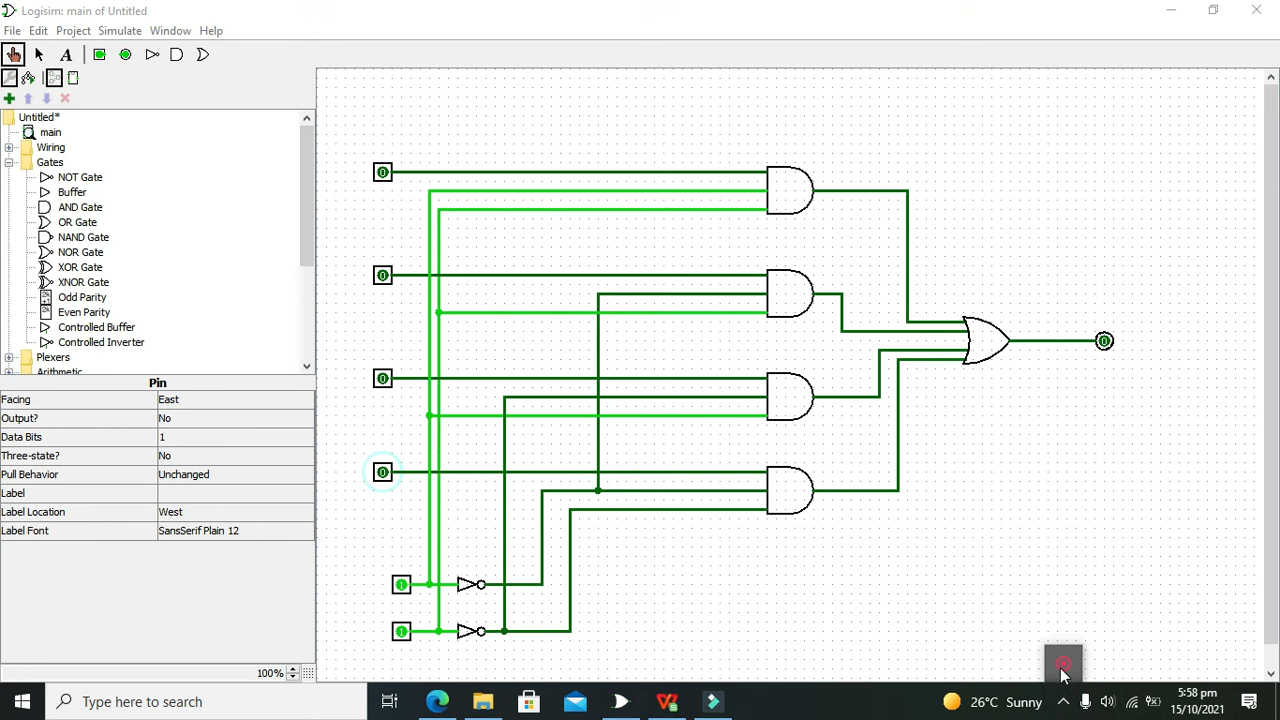 Logisim: main of Untitled
File Edit Project Simulate Window Help
A
Untitled*
main
Wiring
Gates
NOT Gate
Buffer
AND Gate
OR Gate
NAND Gate
NOR Gate
XOR Gate
XNOR Gate
Odd Parity
Even Parity
Controlled Buffer
Controlled Inverter
Plexers
Arithmetic
Pin
Facing East
Output? No
Data Bits 1
Three-state? No
Pull Behavior Unchanged
Label
Label Location West
Label Font SansSerif Plain 12
100%
0
0
0
0
0
1
1
Type here to search
26°C Sunny
5:58 pm
15/10/2021